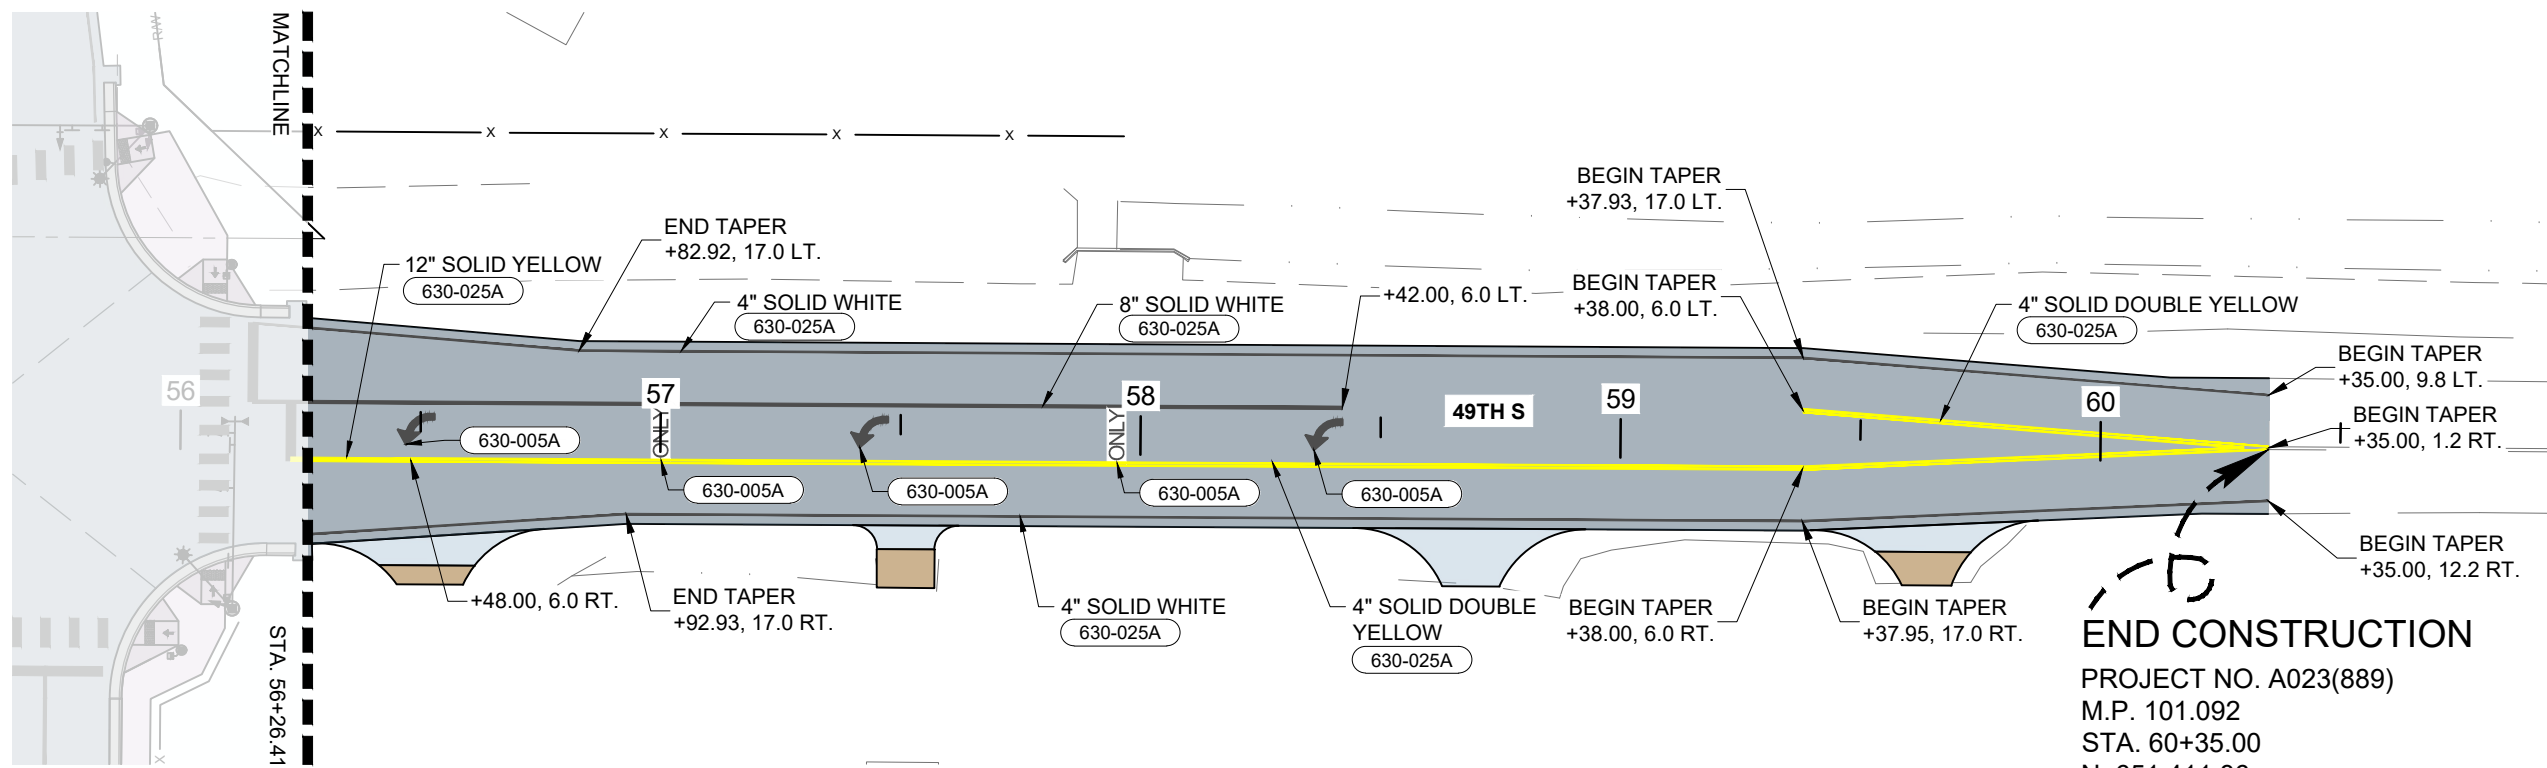 MATCHLINE
STA. 56+26.41
R/W
X
X
X
X
X
X
56
57
58
59
60
12" SOLID YELLOW
630-025A
END TAPER
+82.92, 17.0 LT.
4" SOLID WHITE
630-025A
8" SOLID WHITE
630-025A
+42.00, 6.0 LT.
BEGIN TAPER
+37.93, 17.0 LT.
BEGIN TAPER
+38.00, 6.0 LT.
4" SOLID DOUBLE YELLOW
630-025A
BEGIN TAPER
+35.00, 9.8 LT.
BEGIN TAPER
+35.00, 1.2 RT.
49TH S
ONLY
ONLY
630-005A
630-005A
630-005A
630-005A
630-005A
+48.00, 6.0 RT.
END TAPER
+92.93, 17.0 RT.
4" SOLID WHITE
630-025A
4" SOLID DOUBLE
YELLOW
630-025A
BEGIN TAPER
+38.00, 6.0 RT.
BEGIN TAPER
+37.95, 17.0 RT.
BEGIN TAPER
+35.00, 12.2 RT.
END CONSTRUCTION
PROJECT NO. A023(889)
M.P. 101.092
STA. 60+35.00